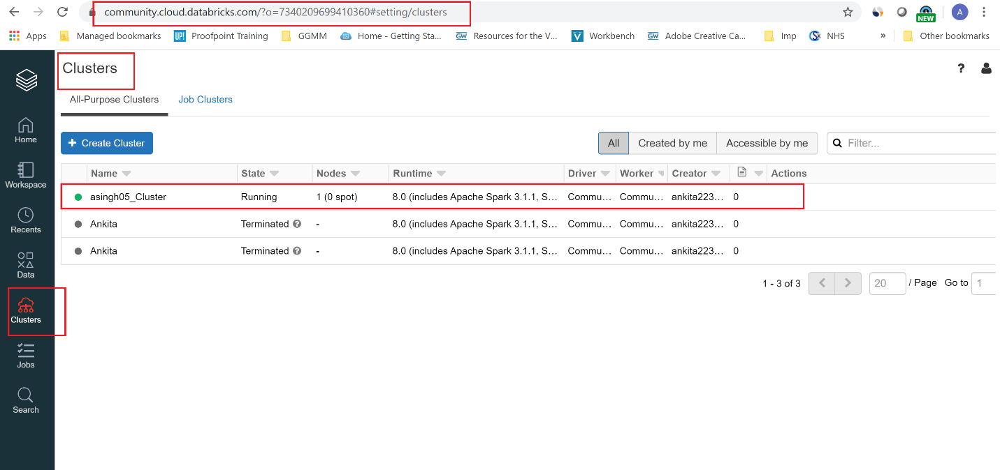 community.cloud.databricks.com/?o=7340209699410360#setting/clusters
NEW
A
Apps Managed bookmarks UP! Proofpoint Training GGMM Home - Getting Sta... GW Resources for the V... V Workbench GW Adobe Creative Ca... Imp NHS » Other bookmarks
Clusters
?
All-Purpose Clusters Job Clusters
Home
Workspace
Recents
Data
Clusters
Jobs
Search
+ Create Cluster All Created by me Accessible by me Filter...
Name State Nodes Runtime Driver Worker Creator Actions
asingh05_Cluster Running 1 (0 spot) 8.0 (includes Apache Spark 3.1.1, S... Commu... Commu... ankita223... 0
Ankita Terminated ? - 8.0 (includes Apache Spark 3.1.1, S... Commu... Commu... ankita223... 0
Ankita Terminated ? - 8.0 (includes Apache Spark 3.1.1, S... Commu... Commu... ankita223... 0
1 - 3 of 3 20 / Page Go to 1